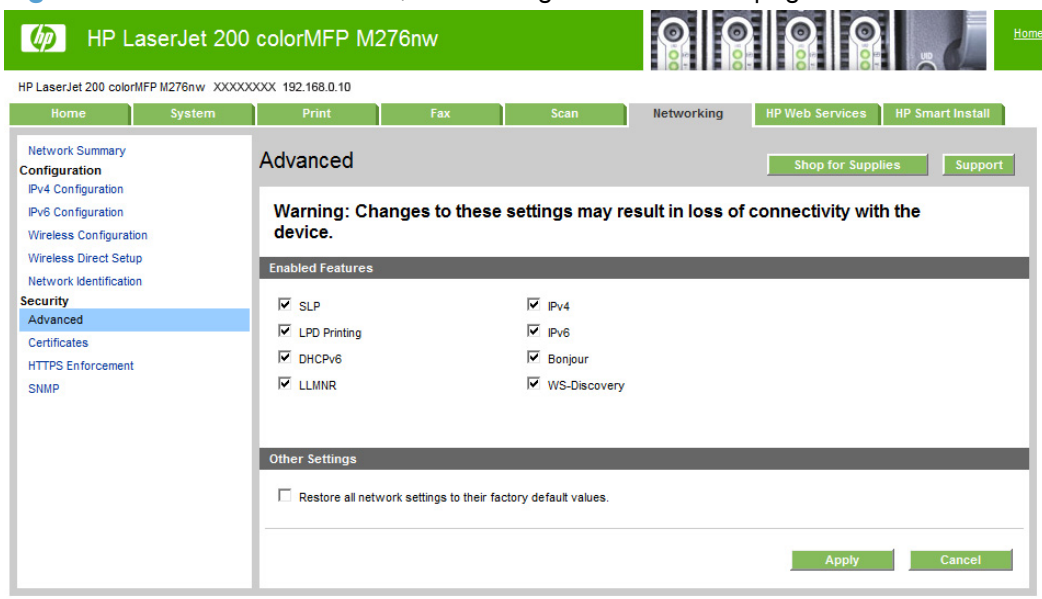 hp HP LaserJet 200 colorMFP M276nw
Home
HP LaserJet 200 colorMFP M276nw XXXXXXXX 192.168.0.10
Home System Print Fax Scan Networking HP Web Services HP Smart Install
Network Summary
Configuration
IPv4 Configuration
IPv6 Configuration
Wireless Configuration
Wireless Direct Setup
Network Identification
Security
Advanced
Certificates
HTTPS Enforcement
SNMP
Advanced
Shop for Supplies Support
Warning: Changes to these settings may result in loss of connectivity with the
device.
Enabled Features
SLP IPv4
LPD Printing IPv6
DHCPv6 Bonjour
LLMNR WS-Discovery
Other Settings
Restore all network settings to their factory default values.
Apply Cancel